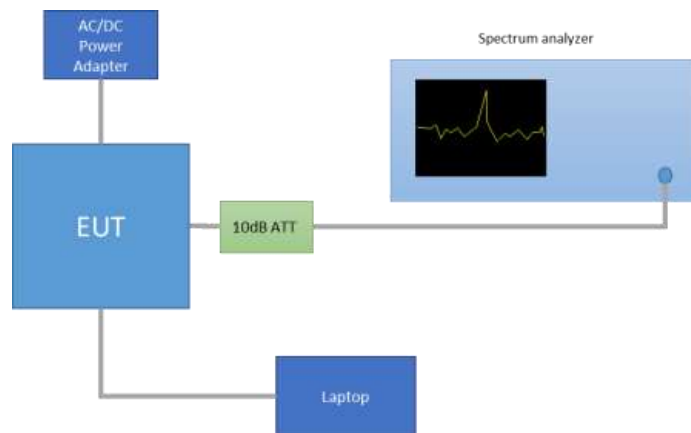 AC/DC
Power
Adapter
Spectrum analyzer
EUT
10dB ATT
Laptop